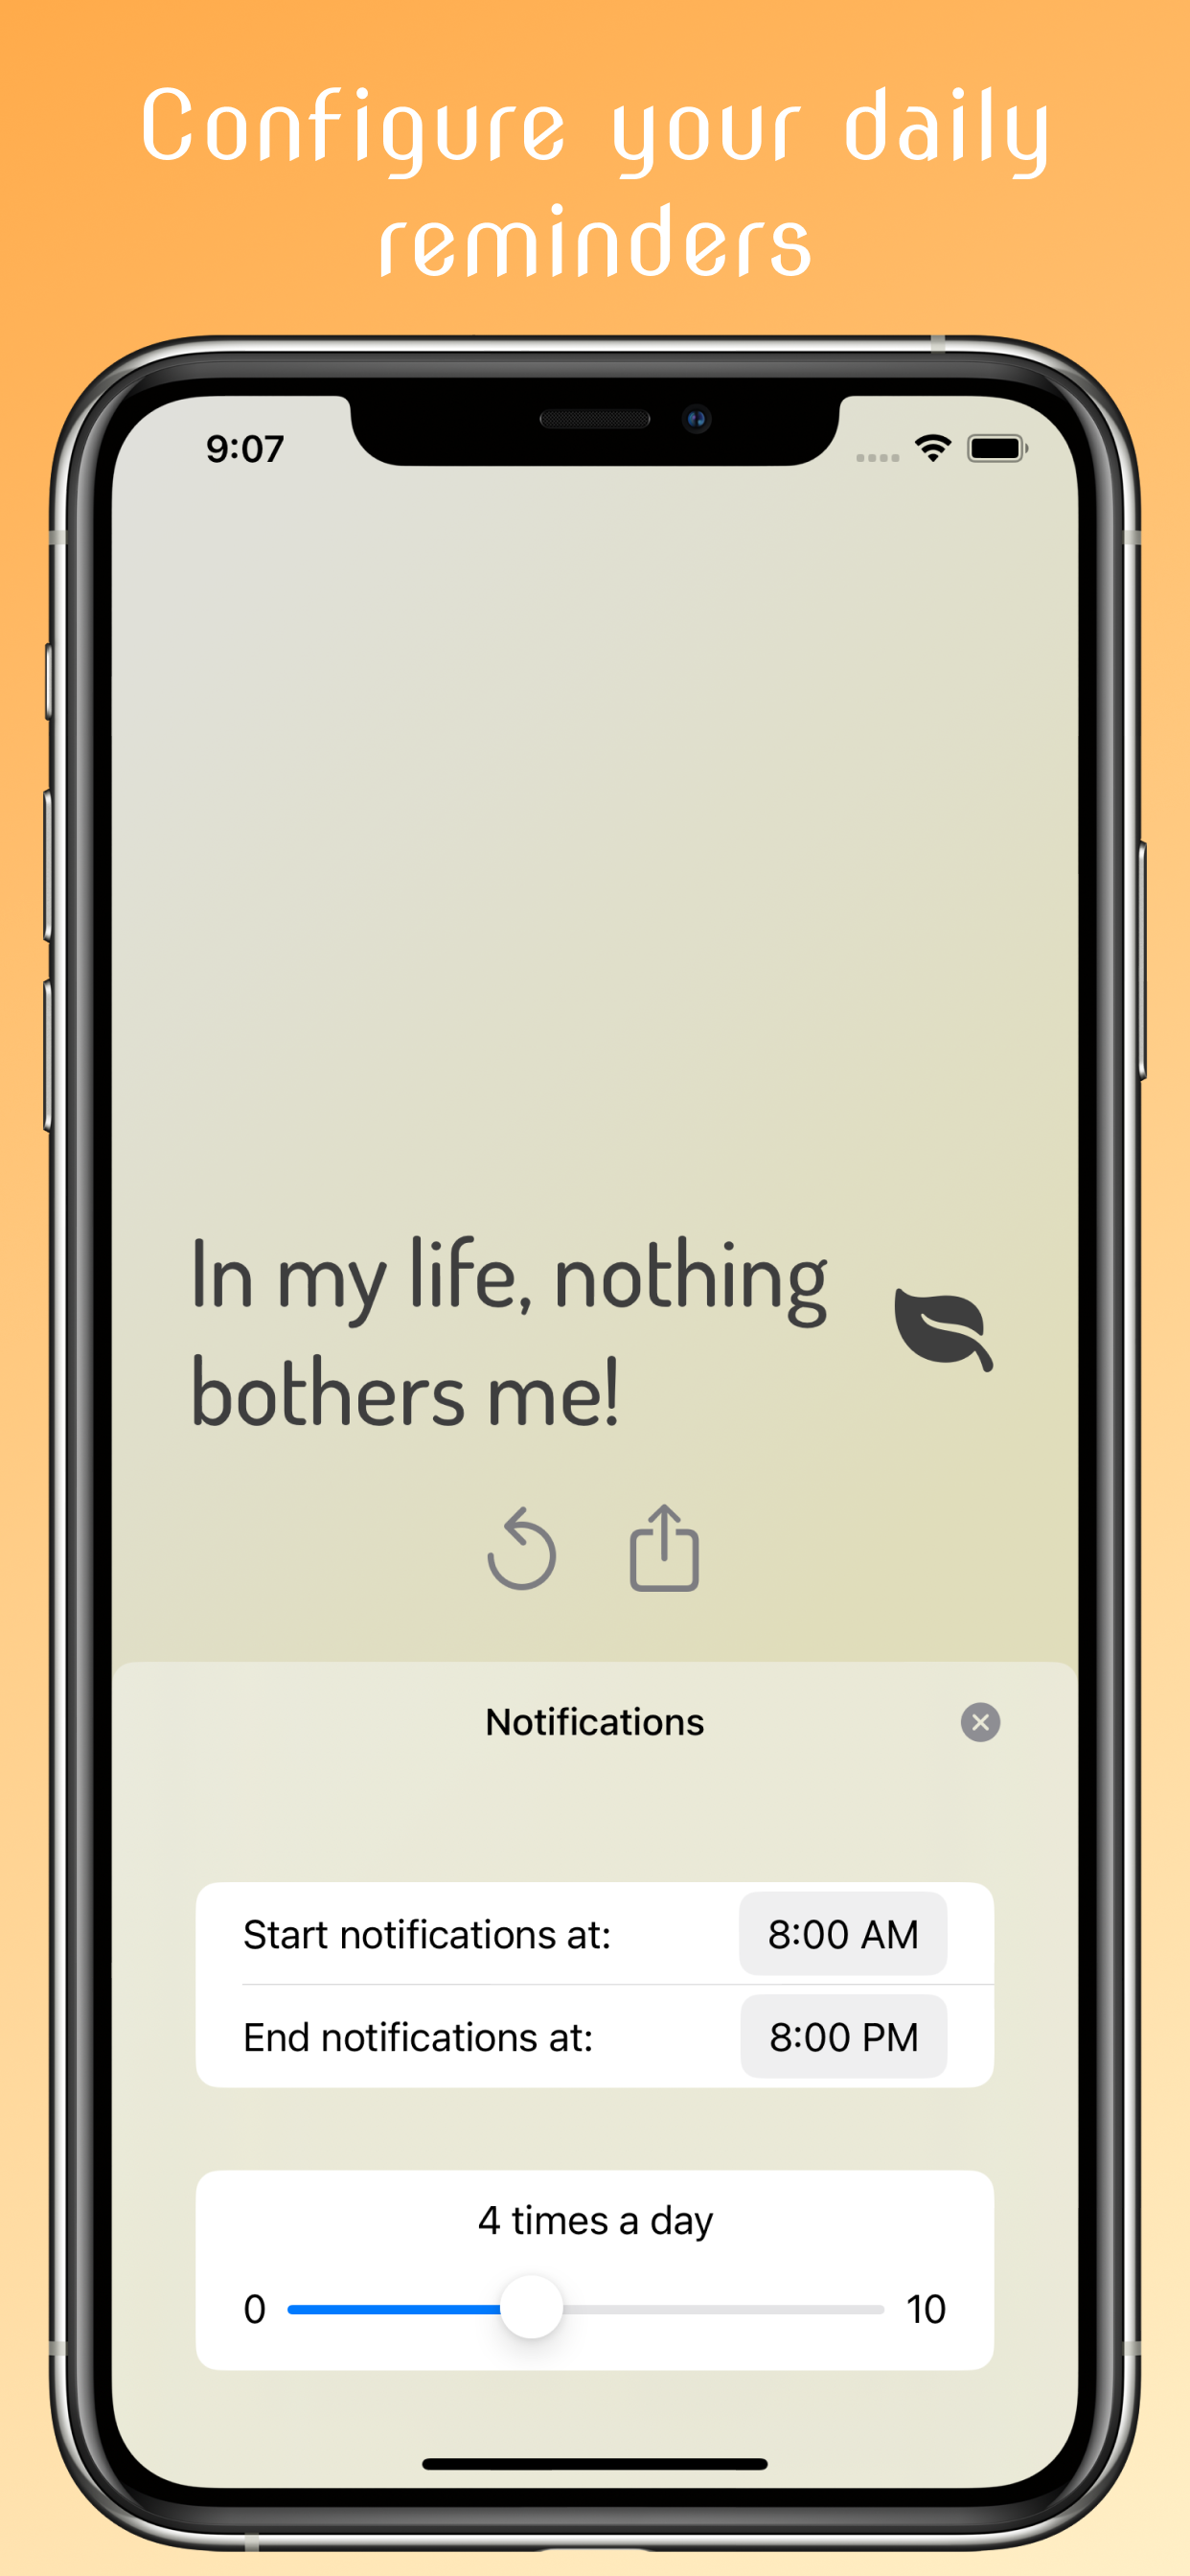 Configure your daily
reminders
9:07
In my life, nothing
bothers me!
Notifications
Start notifications at: 8:00 AM
End notifications at: 8:00 PM
4 times a day
0 10